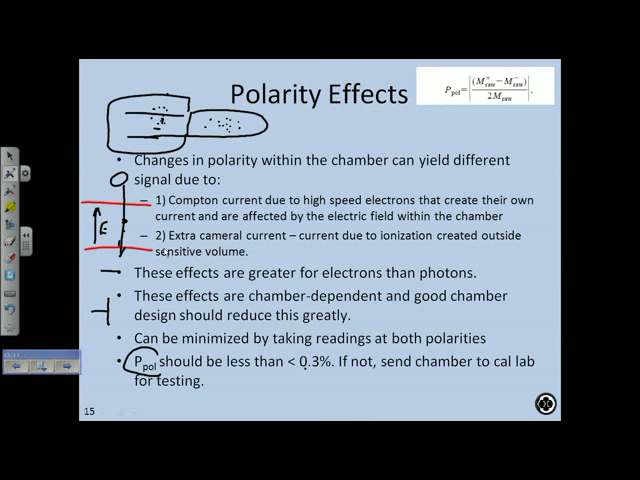 Polarity Effects
P_pol = |(M⁺_raw − M⁻_raw) / 2M_raw|.
• Changes in polarity within the chamber can yield different
signal due to:
– 1) Compton current due to high speed electrons that create their own
current and are affected by the electric field within the chamber
– 2) Extra cameral current – current due to ionization created outside
sensitive volume.
E
• These effects are greater for electrons than photons.
• These effects are chamber-dependent and good chamber
design should reduce this greatly.
• Can be minimized by taking readings at both polarities
• P_pol should be less than < 0.3%. If not, send chamber to cal lab
for testing.
15